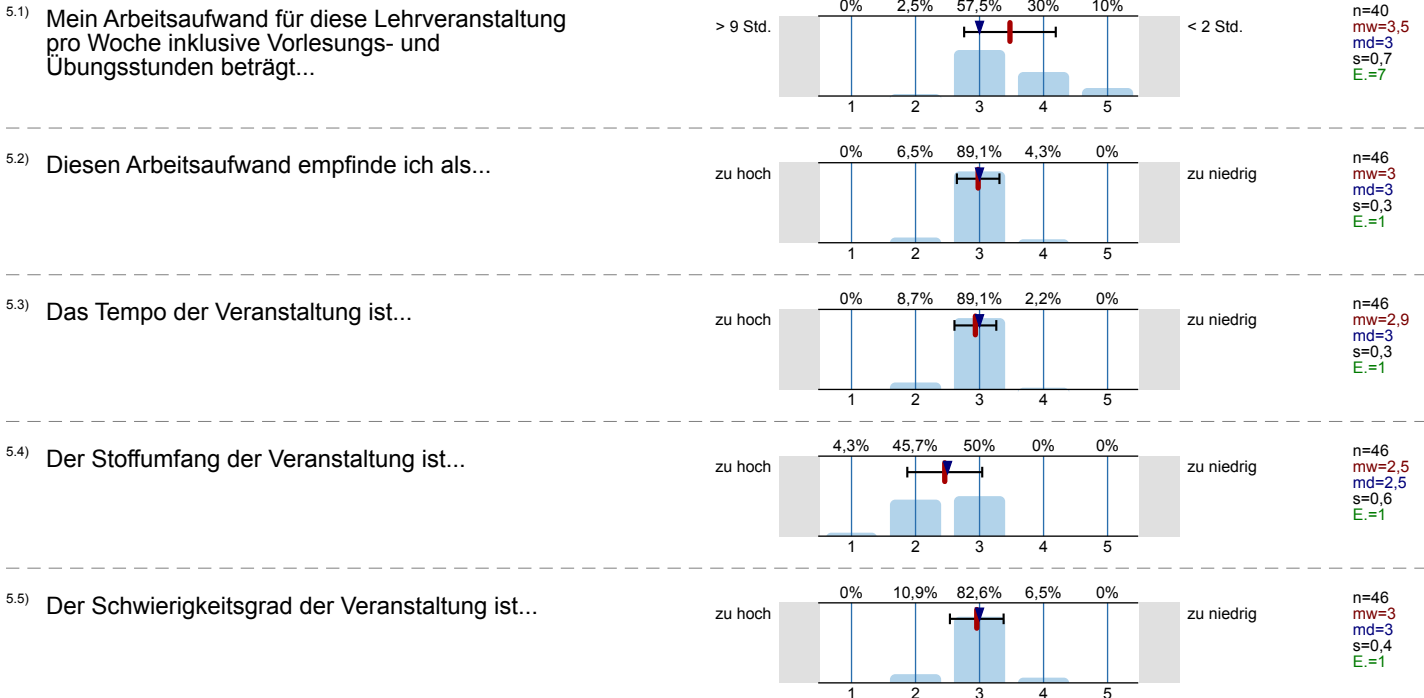 5.1) Mein Arbeitsaufwand für diese Lehrveranstaltung
pro Woche inklusive Vorlesungs- und
Übungsstunden beträgt...
> 9 Std.
0% 2,5% 57,5% 30% 10%
1 2 3 4 5
< 2 Std.
n=40
mw=3,5
md=3
s=0,7
E.=7
5.2) Diesen Arbeitsaufwand empfinde ich als...
zu hoch
0% 6,5% 89,1% 4,3% 0%
1 2 3 4 5
zu niedrig
n=46
mw=3
md=3
s=0,3
E.=1
5.3) Das Tempo der Veranstaltung ist...
zu hoch
0% 8,7% 89,1% 2,2% 0%
1 2 3 4 5
zu niedrig
n=46
mw=2,9
md=3
s=0,3
E.=1
5.4) Der Stoffumfang der Veranstaltung ist...
zu hoch
4,3% 45,7% 50% 0% 0%
1 2 3 4 5
zu niedrig
n=46
mw=2,5
md=2,5
s=0,6
E.=1
5.5) Der Schwierigkeitsgrad der Veranstaltung ist...
zu hoch
0% 10,9% 82,6% 6,5% 0%
1 2 3 4 5
zu niedrig
n=46
mw=3
md=3
s=0,4
E.=1